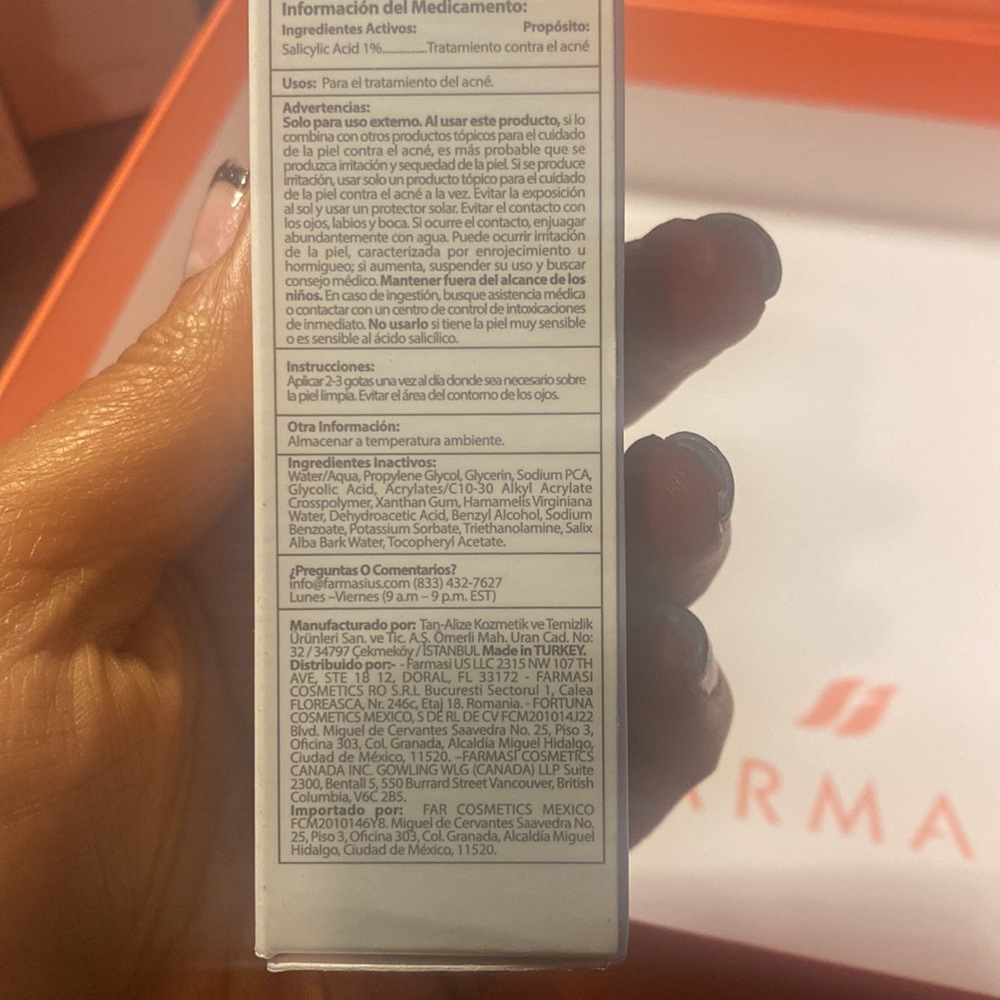 Información del Medicamento:
Ingredientes Activos: Propósito:
Salicylic Acid 1%..............Tratamiento contra el acné
Usos: Para el tratamiento del acné.
Advertencias:
Solo para uso externo. Al usar este producto, si lo
combina con otros productos tópicos para el cuidado
de la piel contra el acné, es más probable que se
produzca irritación y sequedad de la piel. Si se produce
irritación, usar solo un producto tópico para el cuidado
de la piel contra el acné a la vez. Evitar la exposición
al sol y usar un protector solar. Evitar el contacto con
los ojos, labios y boca. Si ocurre el contacto, enjuagar
abundantemente con agua. Puede ocurrir irritación
de la piel, caracterizada por enrojecimiento u
hormigueo; si aumenta, suspender su uso y buscar
consejo médico. Mantener fuera del alcance de los
niños. En caso de ingestión, busque asistencia médica
o contactar con un centro de control de intoxicaciones
de inmediato. No usarlo si tiene la piel muy sensible
o es sensible al ácido salicílico.
Instrucciones:
Aplicar 2-3 gotas una vez al día donde sea necesario sobre
la piel limpia. Evitar el área del contorno de los ojos.
Otra Información:
Almacenar a temperatura ambiente.
Ingredientes Inactivos:
Water/Aqua, Propylene Glycol, Glycerin, Sodium PCA,
Glycolic Acid, Acrylates/C10-30 Alkyl Acrylate
Crosspolymer, Xanthan Gum, Hamamelis Virginiana
Water, Dehydroacetic Acid, Benzyl Alcohol, Sodium
Benzoate, Potassium Sorbate, Triethanolamine, Salix
Alba Bark Water, Tocopheryl Acetate.
¿Preguntas O Comentarios?
info@farmasius.com (833) 432-7627
Lunes –Viernes (9 a.m – 9 p.m. EST)
Manufacturado por: Tan-Alize Kozmetik ve Temizlik
Ürünleri San. ve Tic. A.Ş. Ömerli Mah. Uran Cad. No:
32 / 34797 Çekmeköy / İSTANBUL Made in TURKEY.
Distribuido por:- - Farmasi US LLC 2315 NW 107 TH
AVE, STE 1B 12, DORAL, FL 33172 - FARMASI
COSMETICS RO S.R.L Bucuresti Sectorul 1, Calea
FLOREASCA, Nr. 246c, Etaj 18. Romania. - FORTUNA
COSMETICS MEXICO, S DE RL DE CV FCM201014J22
Blvd. Miguel de Cervantes Saavedra No. 25, Piso 3,
Oficina 303, Col. Granada, Alcaldía Miguel Hidalgo,
Ciudad de México, 11520. –FARMASI COSMETICS
CANADA INC. GOWLING WLG (CANADA) LLP Suite
2300, Bentall 5, 550 Burrard Street Vancouver, British
Columbia, V6C 2B5.
Importado por: FAR COSMETICS MEXICO
FCM2010146Y8. Miguel de Cervantes Saavedra No.
25, Piso 3, Oficina 303, Col. Granada, Alcaldía Miguel
Hidalgo, Ciudad de México, 11520.
ARMA